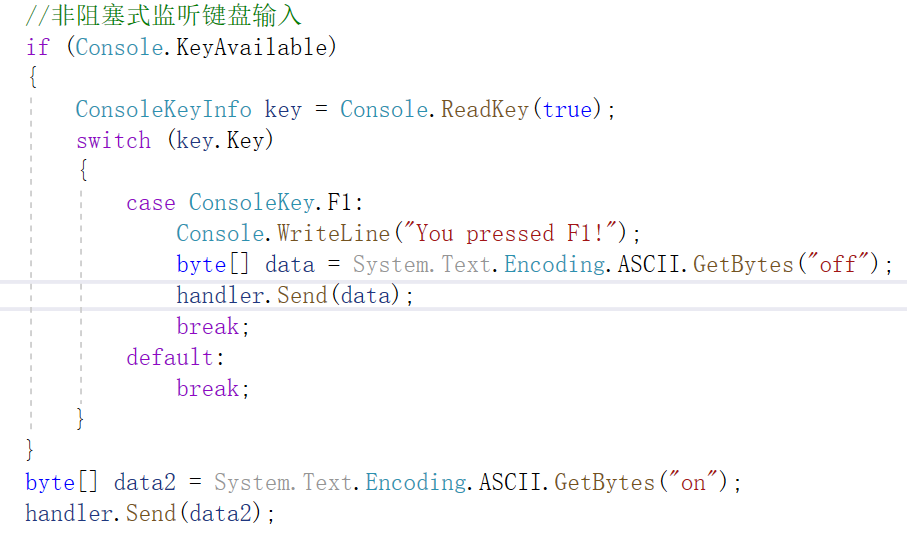 //非阻塞式监听键盘输入
if (Console.KeyAvailable)
{
ConsoleKeyInfo key = Console.ReadKey(true);
switch (key.Key)
{
case ConsoleKey.F1:
Console.WriteLine("You pressed F1!");
byte[] data = System.Text.Encoding.ASCII.GetBytes("off");
handler.Send(data);
break;
default:
break;
}
}
byte[] data2 = System.Text.Encoding.ASCII.GetBytes("on");
handler.Send(data2);